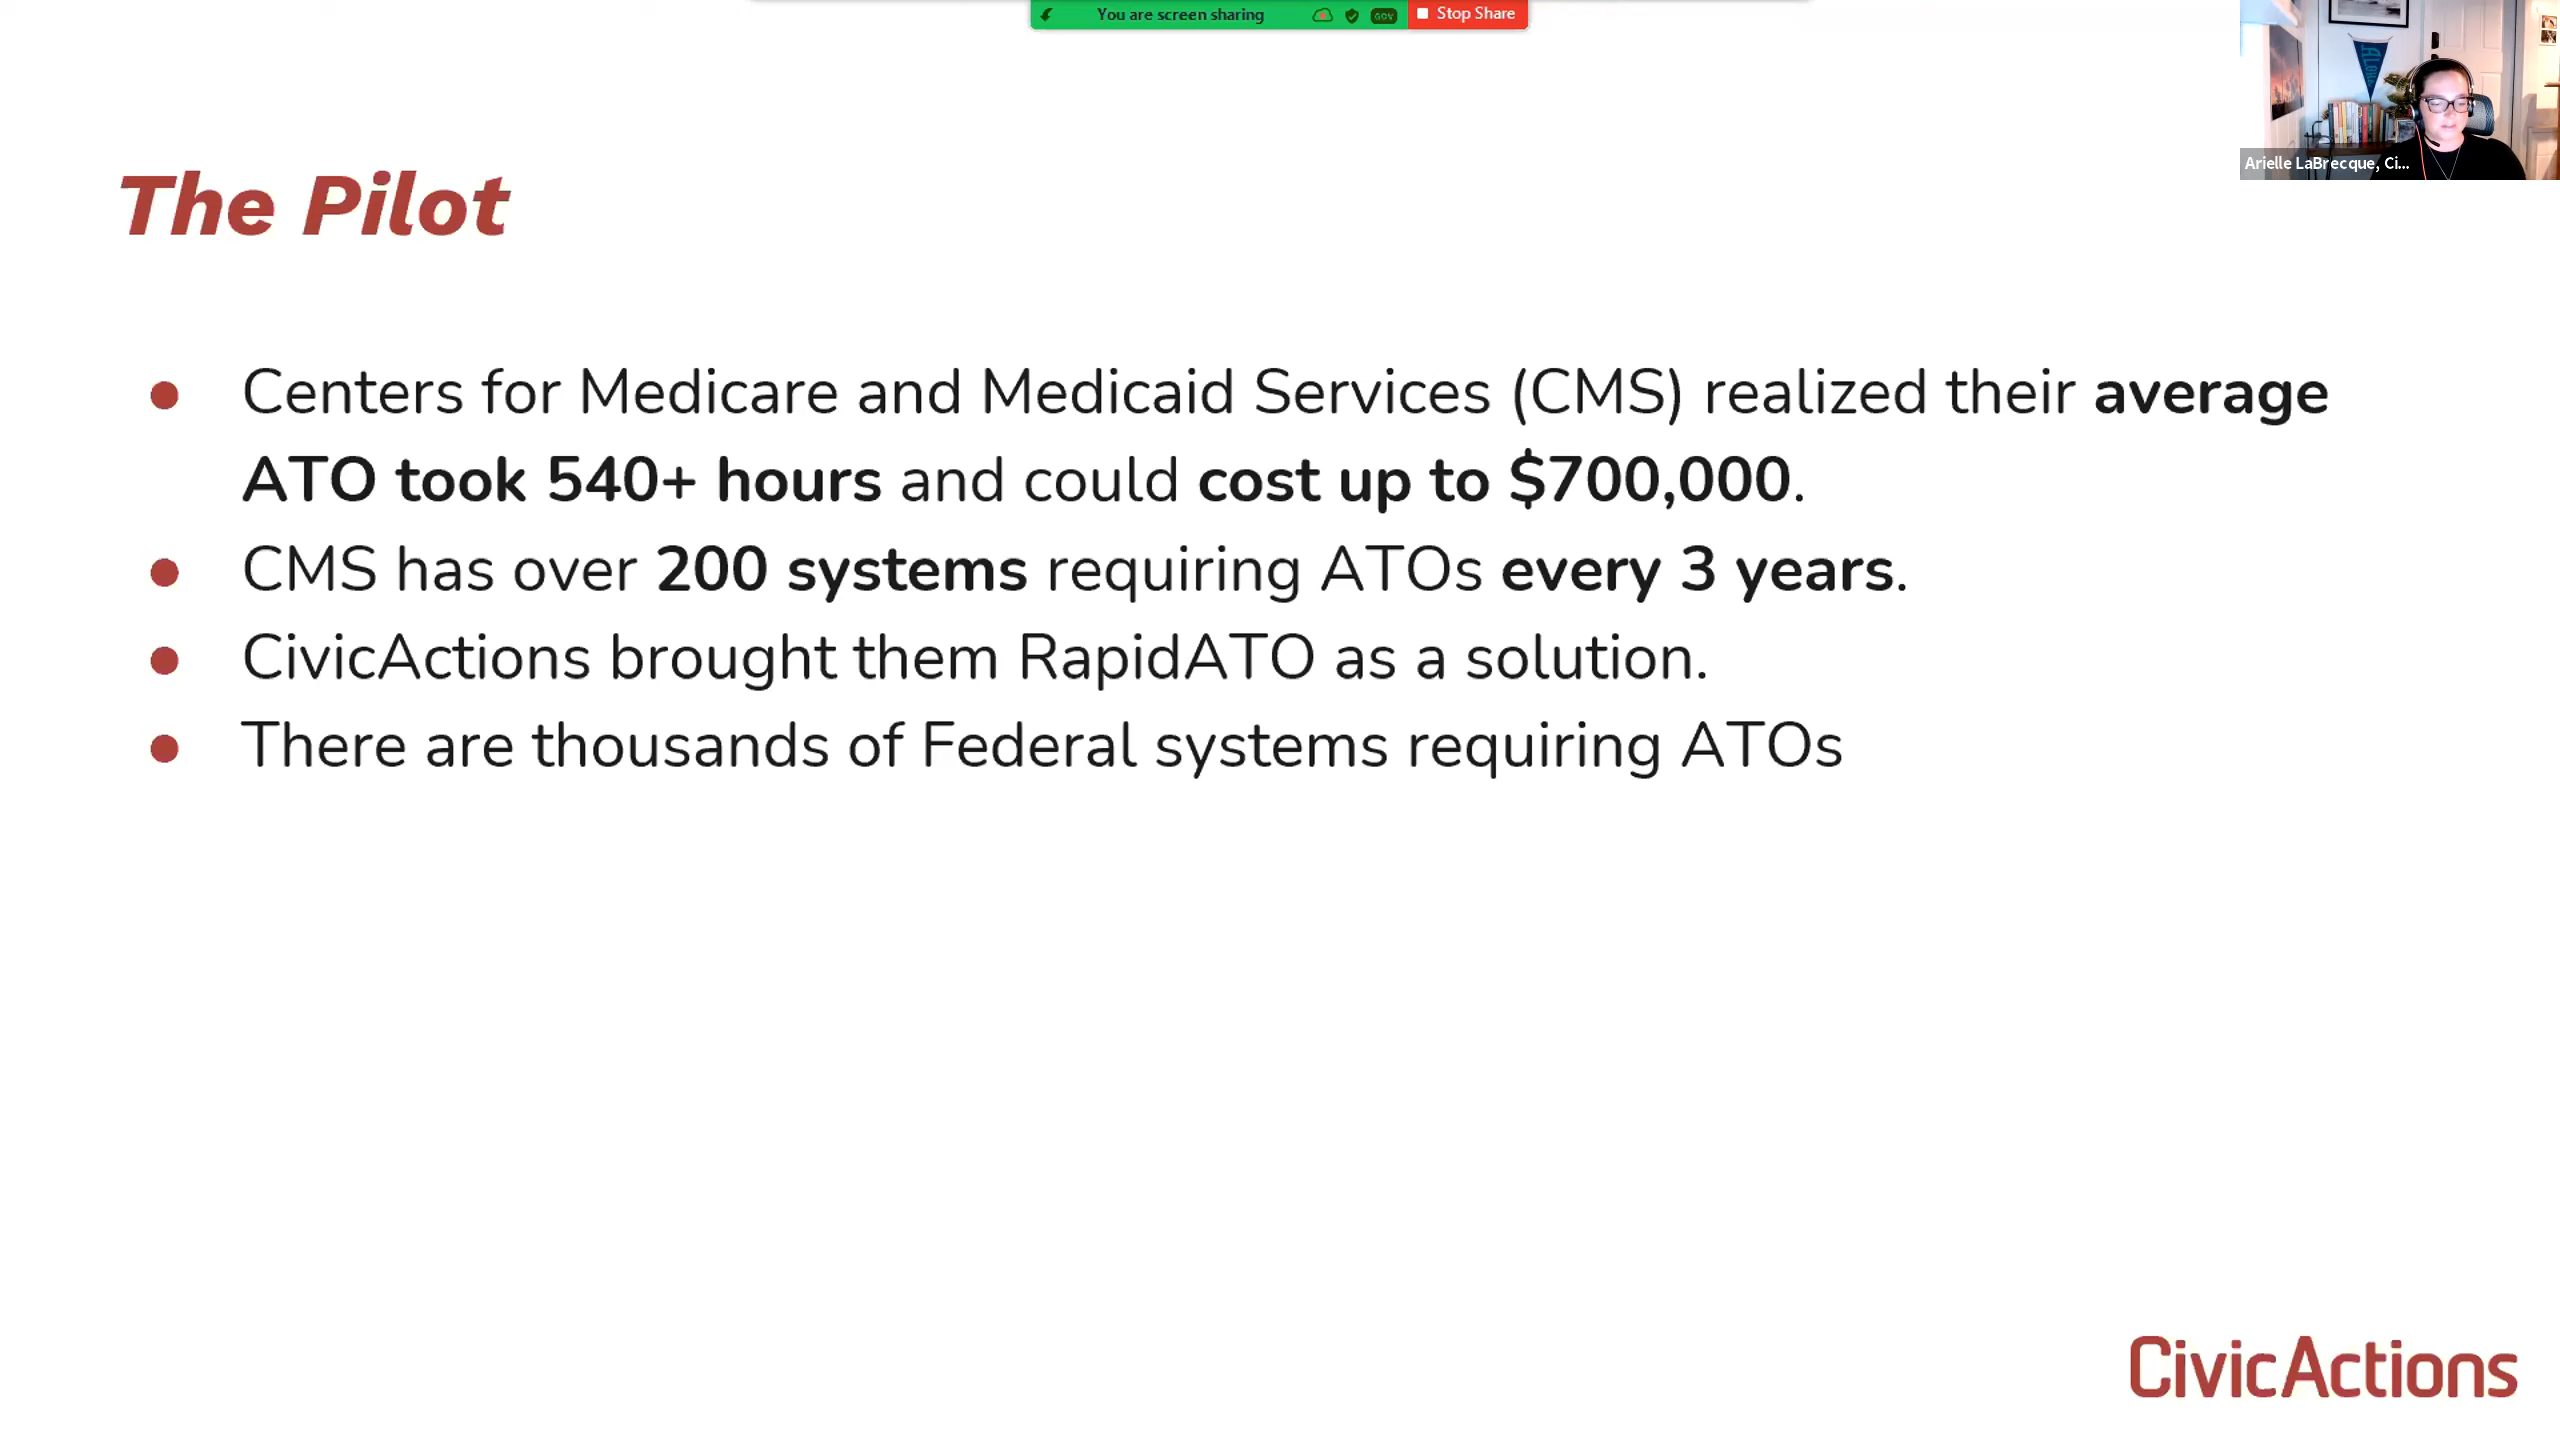 You are screen sharing
GOV
Stop Share
Arielle LaBrecque, Ci...
The Pilot
Centers for Medicare and Medicaid Services (CMS) realized their average
ATO took 540+ hours and could cost up to $700,000.
CMS has over 200 systems requiring ATOs every 3 years.
CivicActions brought them RapidATO as a solution.
There are thousands of Federal systems requiring ATOs
CivicActions